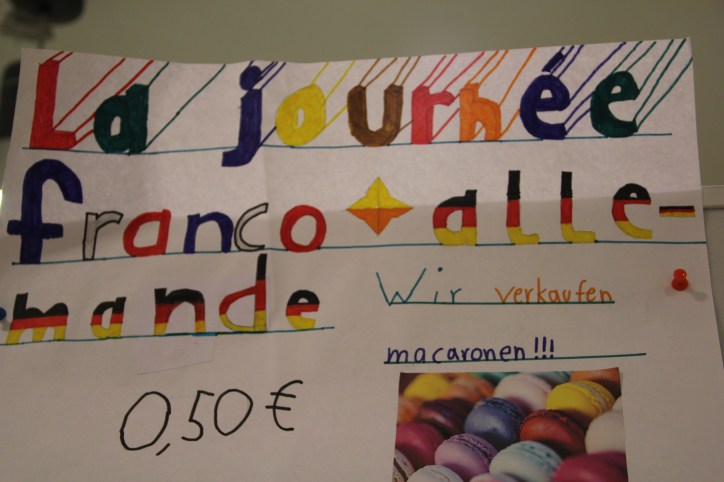 La journée
franco alle-
mande
Wir verkaufen
macaronen!!!
0,50 €